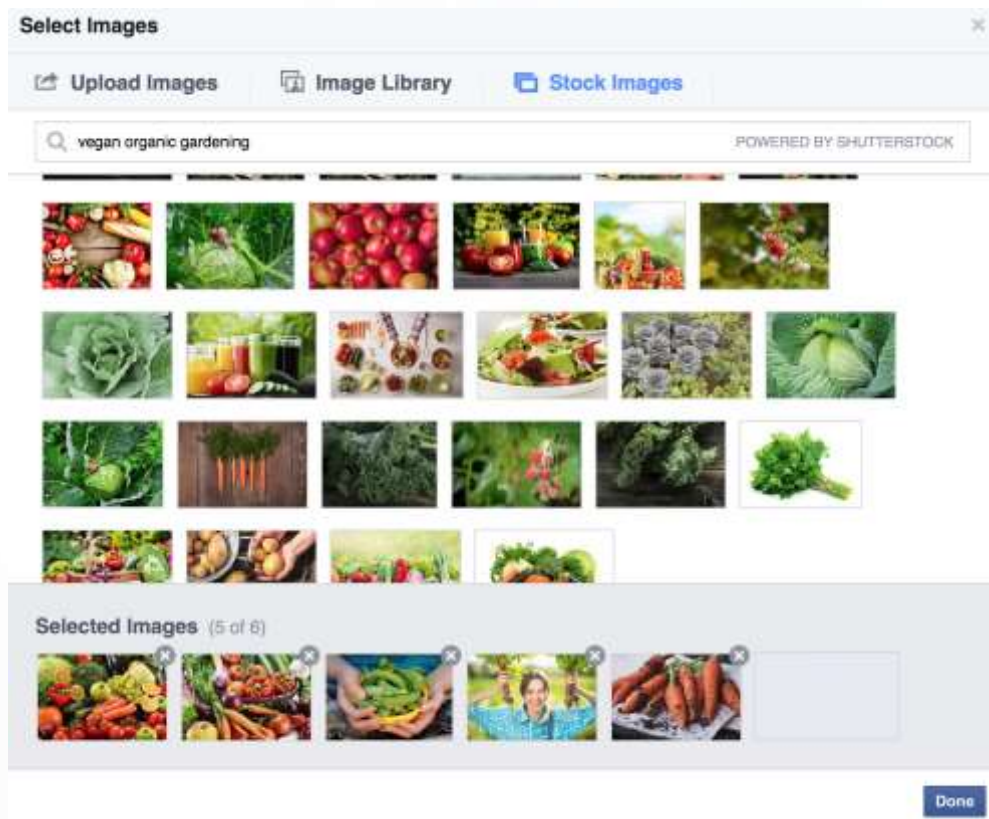 Select Images
Upload Images
Image Library
Stock Images
vegan organic gardening
POWERED BY SHUTTERSTOCK
Selected Images (5 of 6)
Done